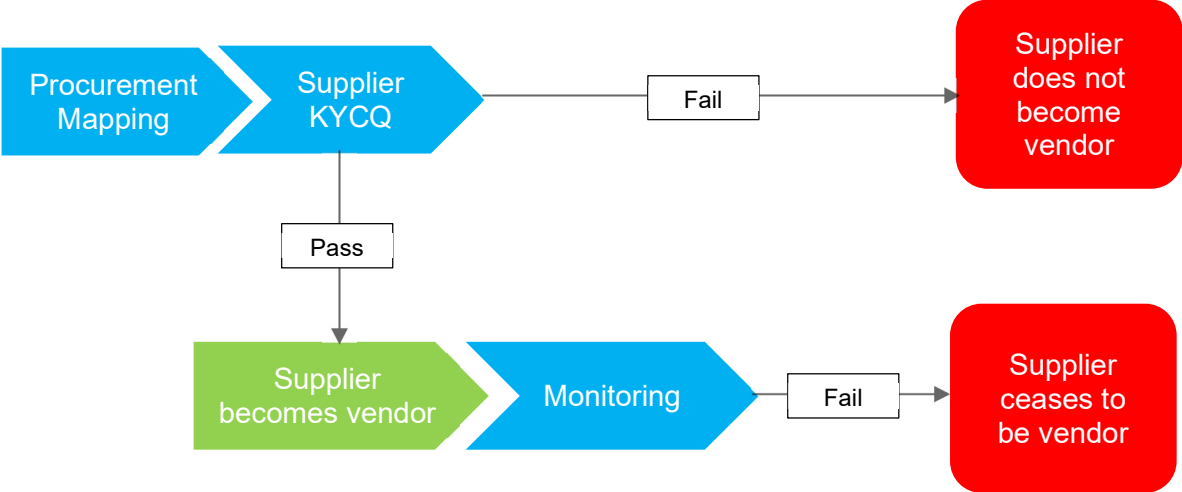 Procurement
Mapping
Supplier
KYCQ
Fail
Supplier
does not
become
vendor
Pass
Supplier
becomes vendor
Monitoring
Fail
Supplier
ceases to
be vendor